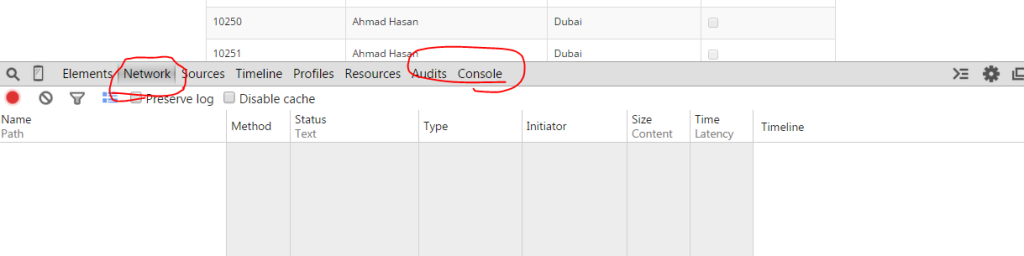 10250 Ahmad Hasan Dubai
10251 Ahmad Hasan Dubai
Elements Network Sources Timeline Profiles Resources Audits Console
Preserve log Disable cache
Name Method Status Type Initiator Size Time Timeline
Path Text Content Latency